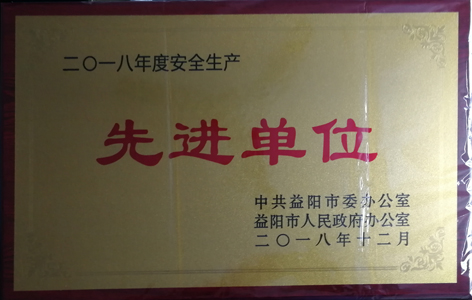 二〇一八年度安全生产
先进单位
中共益阳市委办公室
益阳市人民政府办公室
二〇一八年十二月